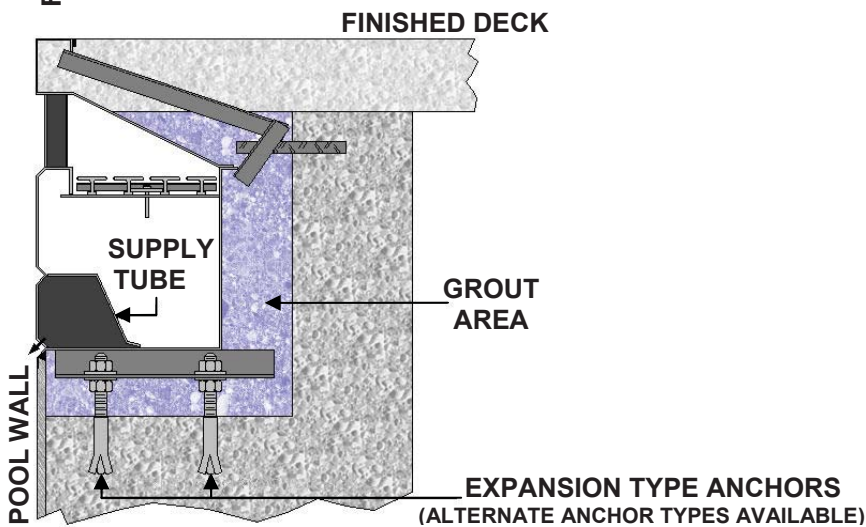 FINISHED DECK
SUPPLY
TUBE
GROUT
AREA
POOL WALL
EXPANSION TYPE ANCHORS
(ALTERNATE ANCHOR TYPES AVAILABLE)